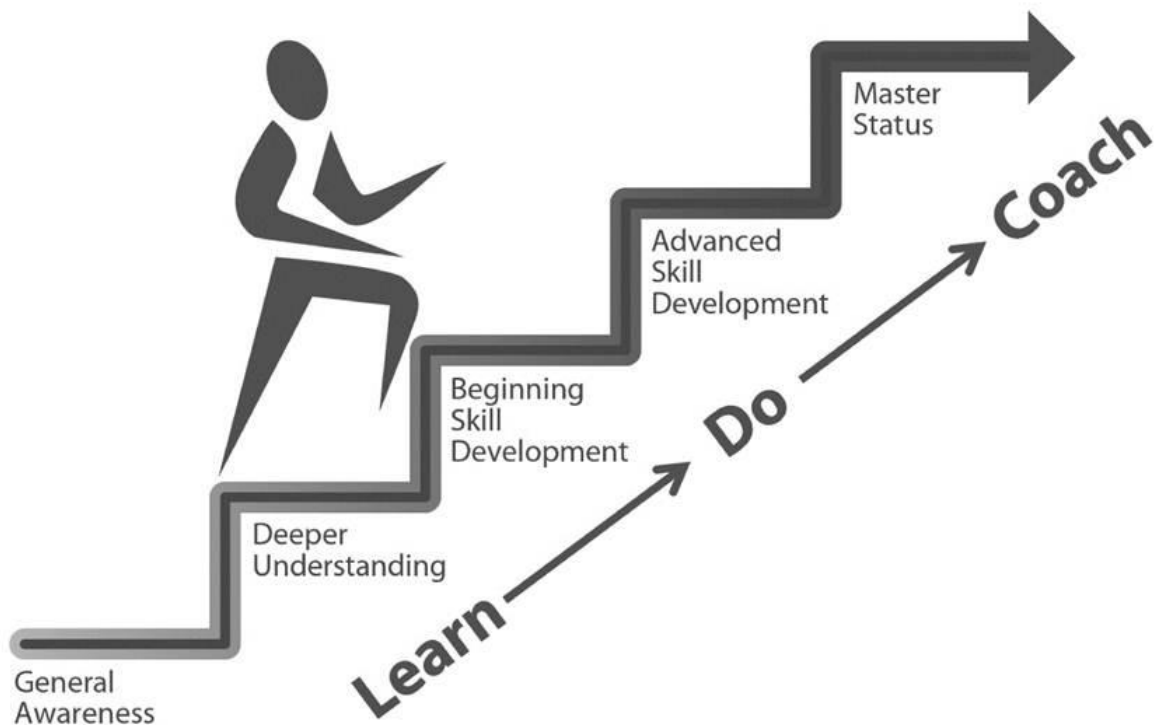 General
Awareness
Deeper
Understanding
Beginning
Skill
Development
Advanced
Skill
Development
Master
Status
Learn
Do
Coach